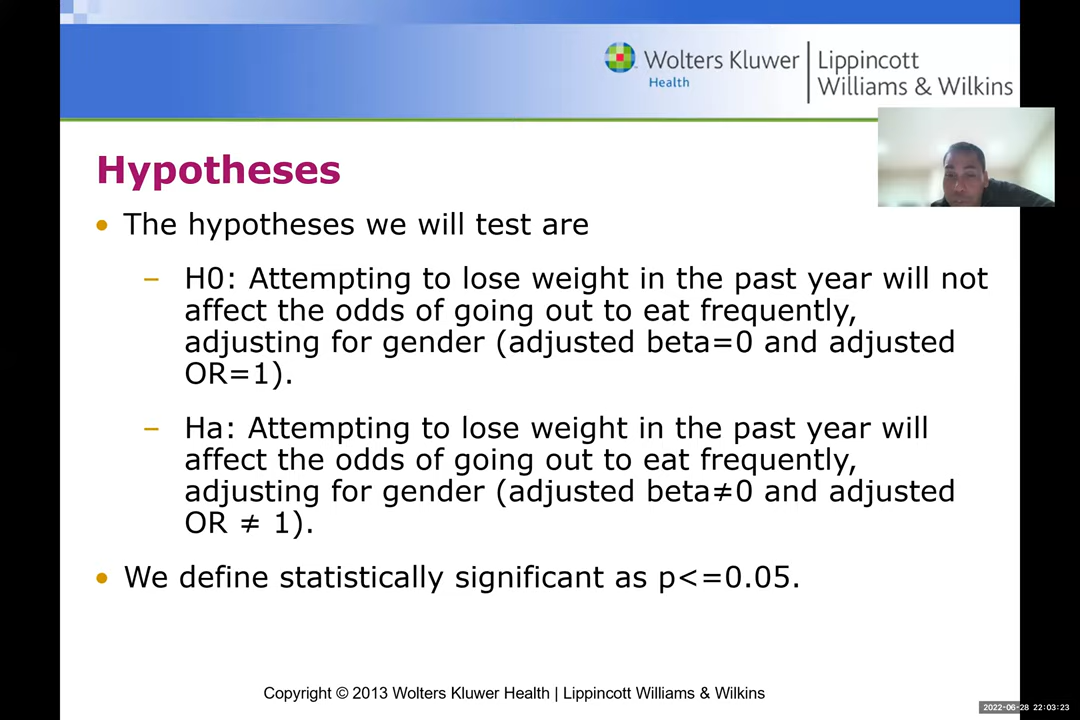 Wolters Kluwer
Health
Lippincott
Williams & Wilkins
Hypotheses
• The hypotheses we will test are
– H0: Attempting to lose weight in the past year will not
affect the odds of going out to eat frequently,
adjusting for gender (adjusted beta=0 and adjusted
OR=1).
– Ha: Attempting to lose weight in the past year will
affect the odds of going out to eat frequently,
adjusting for gender (adjusted beta≠0 and adjusted
OR ≠ 1).
• We define statistically significant as p<=0.05.
Copyright © 2013 Wolters Kluwer Health | Lippincott Williams & Wilkins
2022-06-28 22:03:23